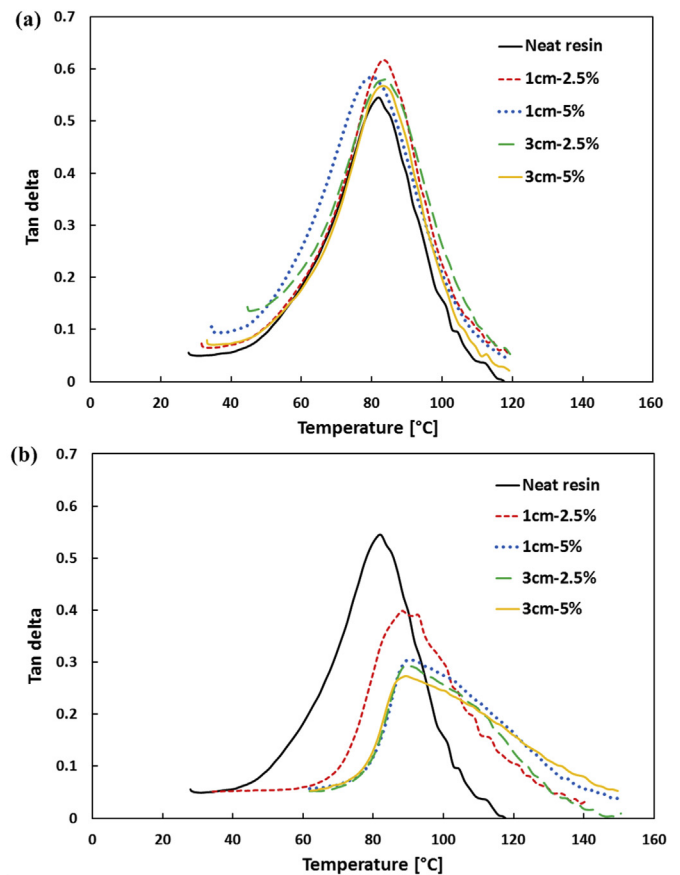 (a)
0.7
0.6
0.5
0.4
0.3
0.2
0.1
0
Tan delta
Neat resin
1cm-2.5%
1cm-5%
3cm-2.5%
3cm-5%
0 20 40 60 80 100 120 140 160
Temperature [°C]
(b)
0.7
0.6
0.5
0.4
0.3
0.2
0.1
0
Tan delta
Neat resin
1cm-2.5%
1cm-5%
3cm-2.5%
3cm-5%
0 20 40 60 80 100 120 140 160
Temperature [°C]